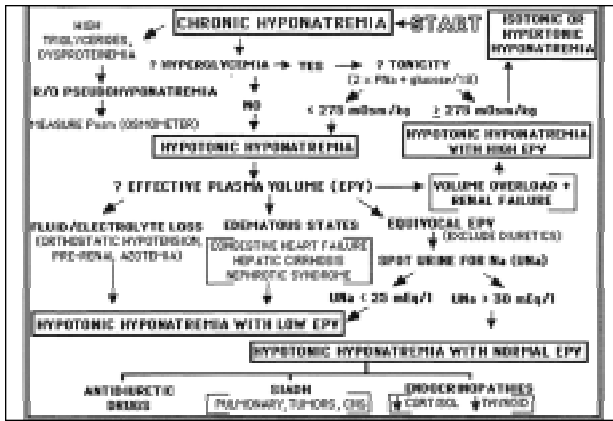 HIGH
TRIGLYCERIDES,
DYSPROTEINEMIA
CHRONIC HYPONATREMIA
START
ISOTONIC OR
HYPERTONIC
HYPONATREMIA
? HYPERGLYCEMIA
YES
? TONICITY
(2 x PNa + glucose/18)
R/O PSEUDOHYPONATREMIA
NO
< 275 mOsm/kg
≥ 275 mOsm/kg
MEASURE Posm (OSMOMETER)
HYPOTONIC HYPONATREMIA
HYPOTONIC HYPONATREMIA
WITH HIGH EPV
? EFFECTIVE PLASMA VOLUME (EPV)
VOLUME OVERLOAD +
RENAL FAILURE
FLUID/ELECTROLYTE LOSS
(ORTHOSTATIC HYPOTENSION,
PRE-RENAL AZOTEMIA)
EDEMATOUS STATES
CONGESTIVE HEART FAILURE
HEPATIC CIRRHOSIS
NEPHROTIC SYNDROME
EQUIVOCAL EPV
(EXCLUDE DIURETICS)
SPOT URINE FOR Na (UNa)
UNa < 25 mEq/l
UNa > 30 mEq/l
HYPOTONIC HYPONATREMIA WITH LOW EPV
HYPOTONIC HYPONATREMIA WITH NORMAL EPV
ANTIDIURETIC
DRUGS
SIADH
PULMONARY, TUMORS, CNS
ENDOCRINOPATHIES
CORTISOL
THYROID